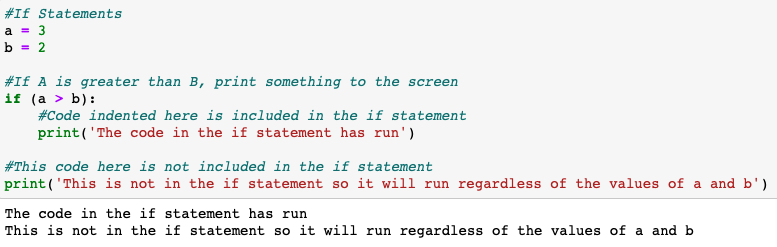 #If Statements
a = 3
b = 2
#If A is greater than B, print something to the screen
if (a > b):
    #Code indented here is included in the if statement
    print('The code in the if statement has run')
#This code here is not included in the if statement
print('This is not in the if statement so it will run regardless of the values of a and b')
The code in the if statement has run
This is not in the if statement so it will run regardless of the values of a and b